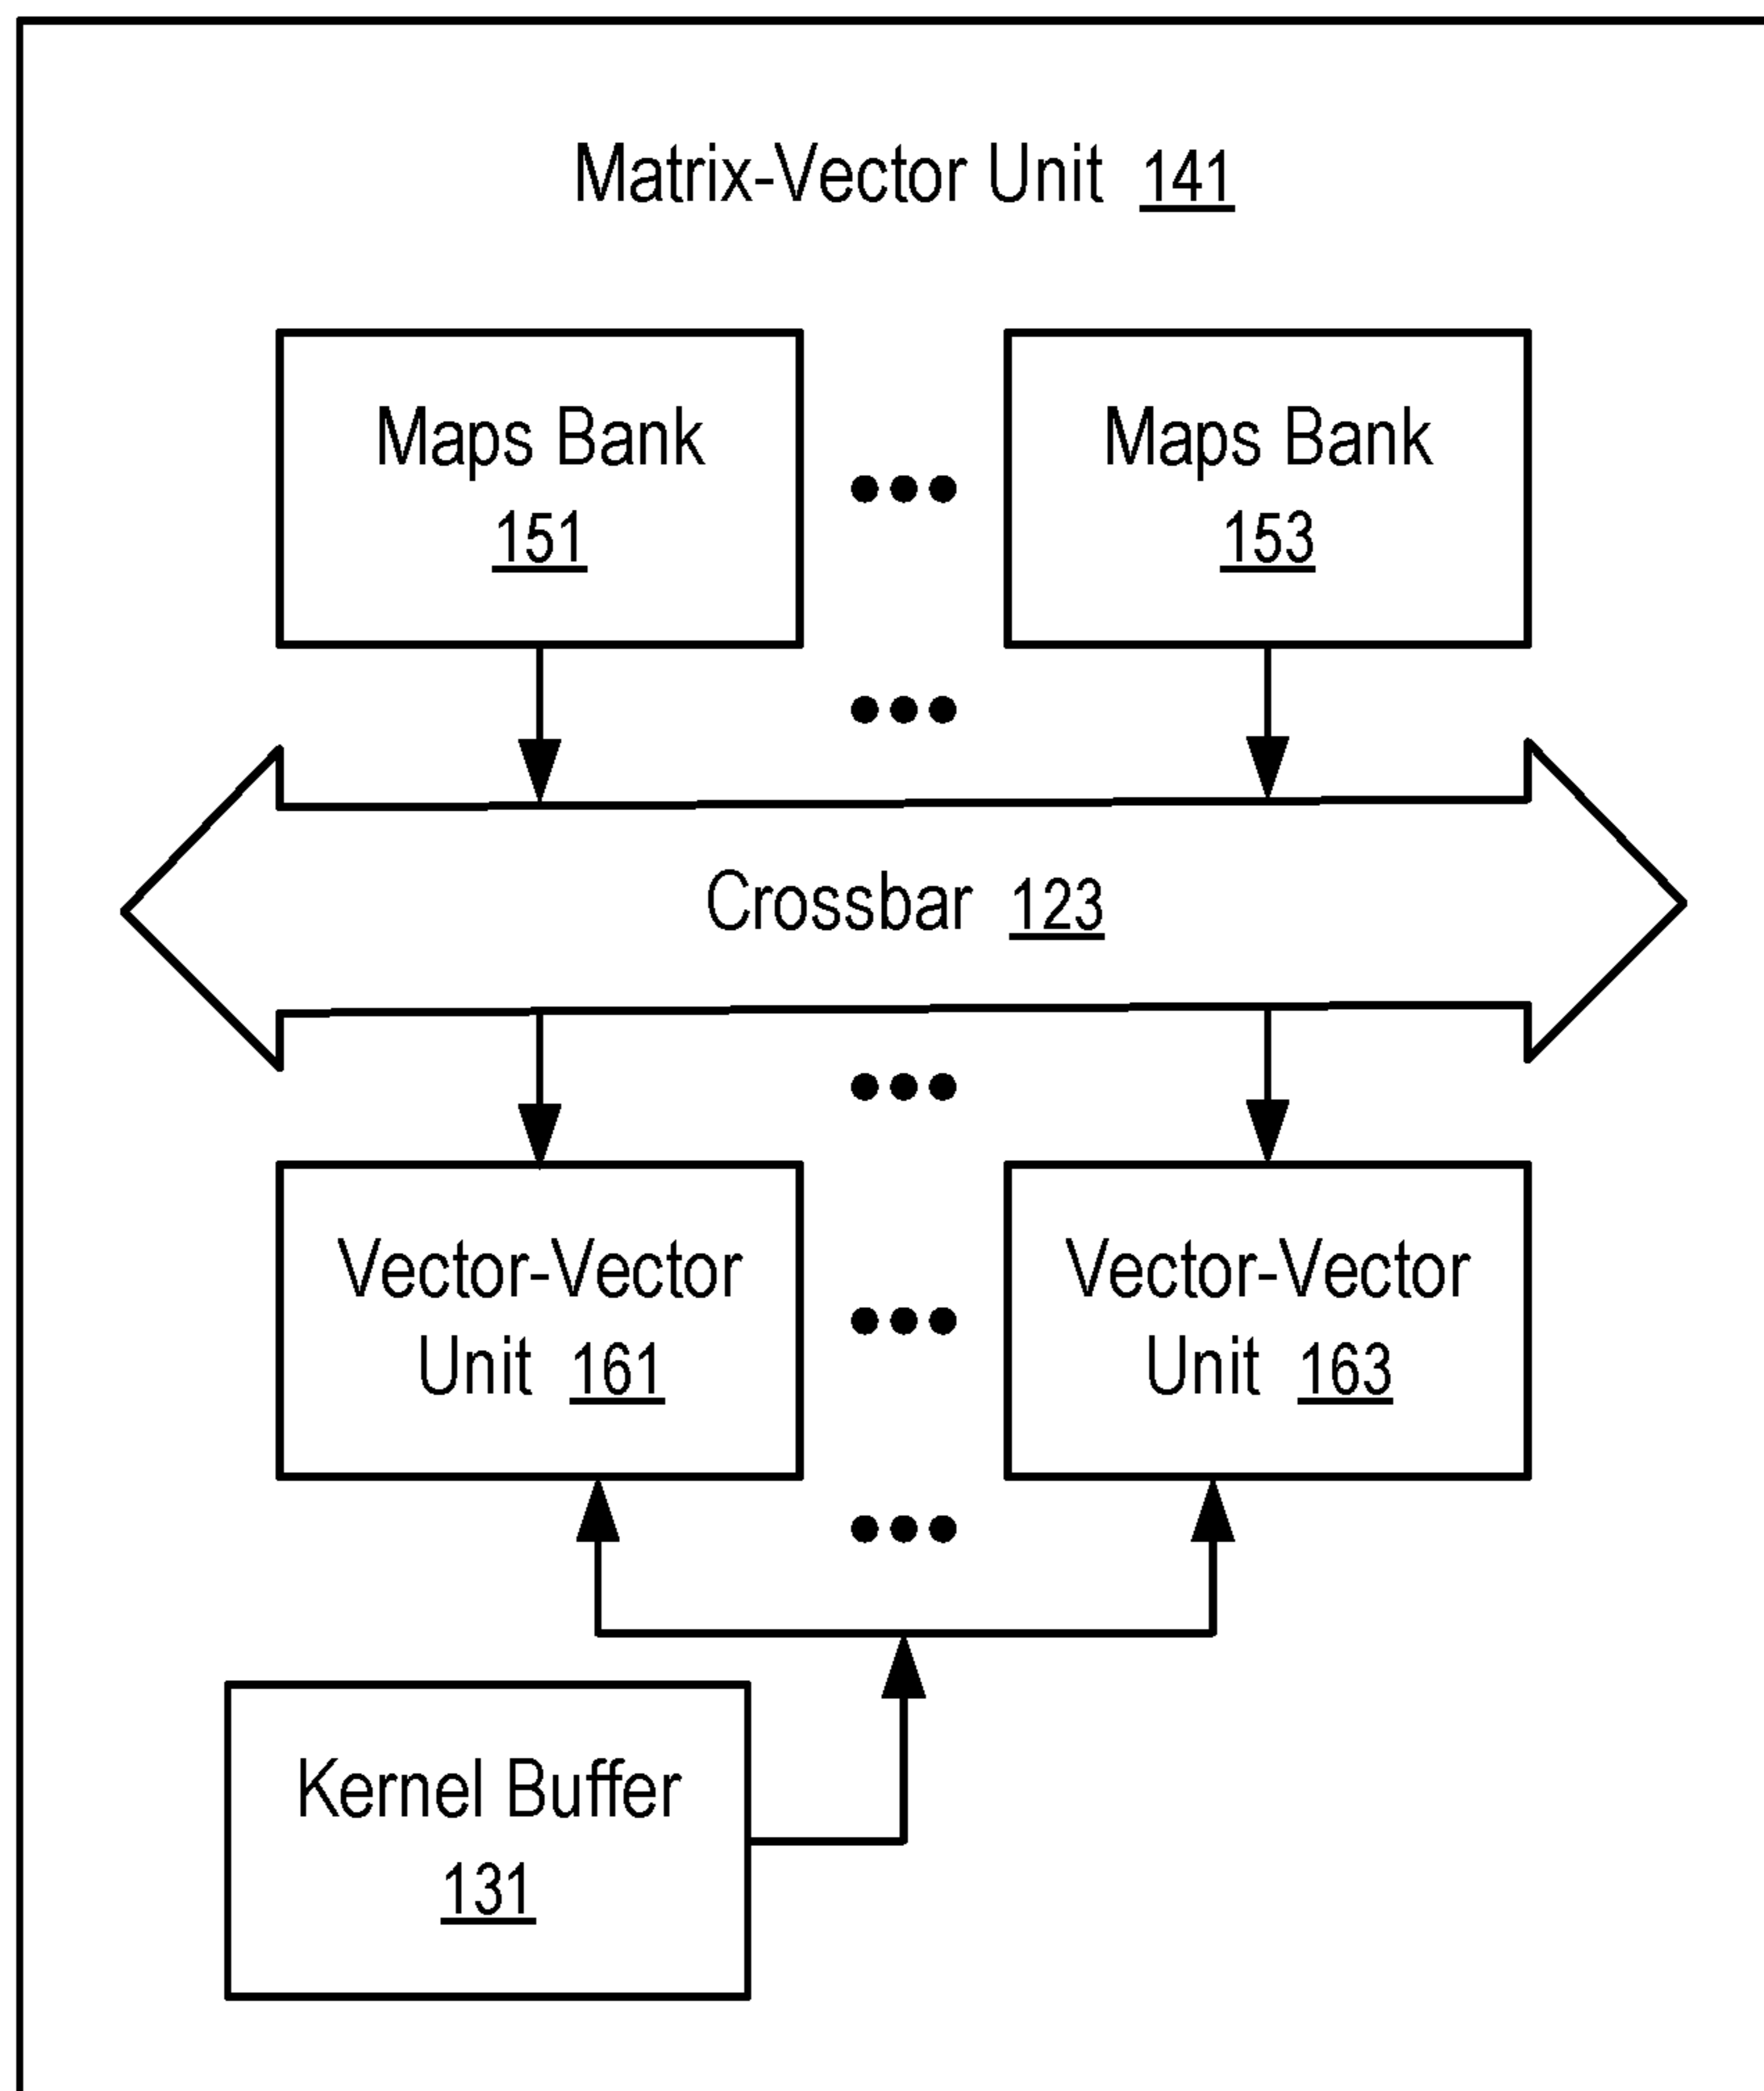 Matrix-Vector Unit 141
Maps Bank
151
Maps Bank
153
Crossbar 123
Vector-Vector
Unit 161
Vector-Vector
Unit 163
Kernel Buffer
131